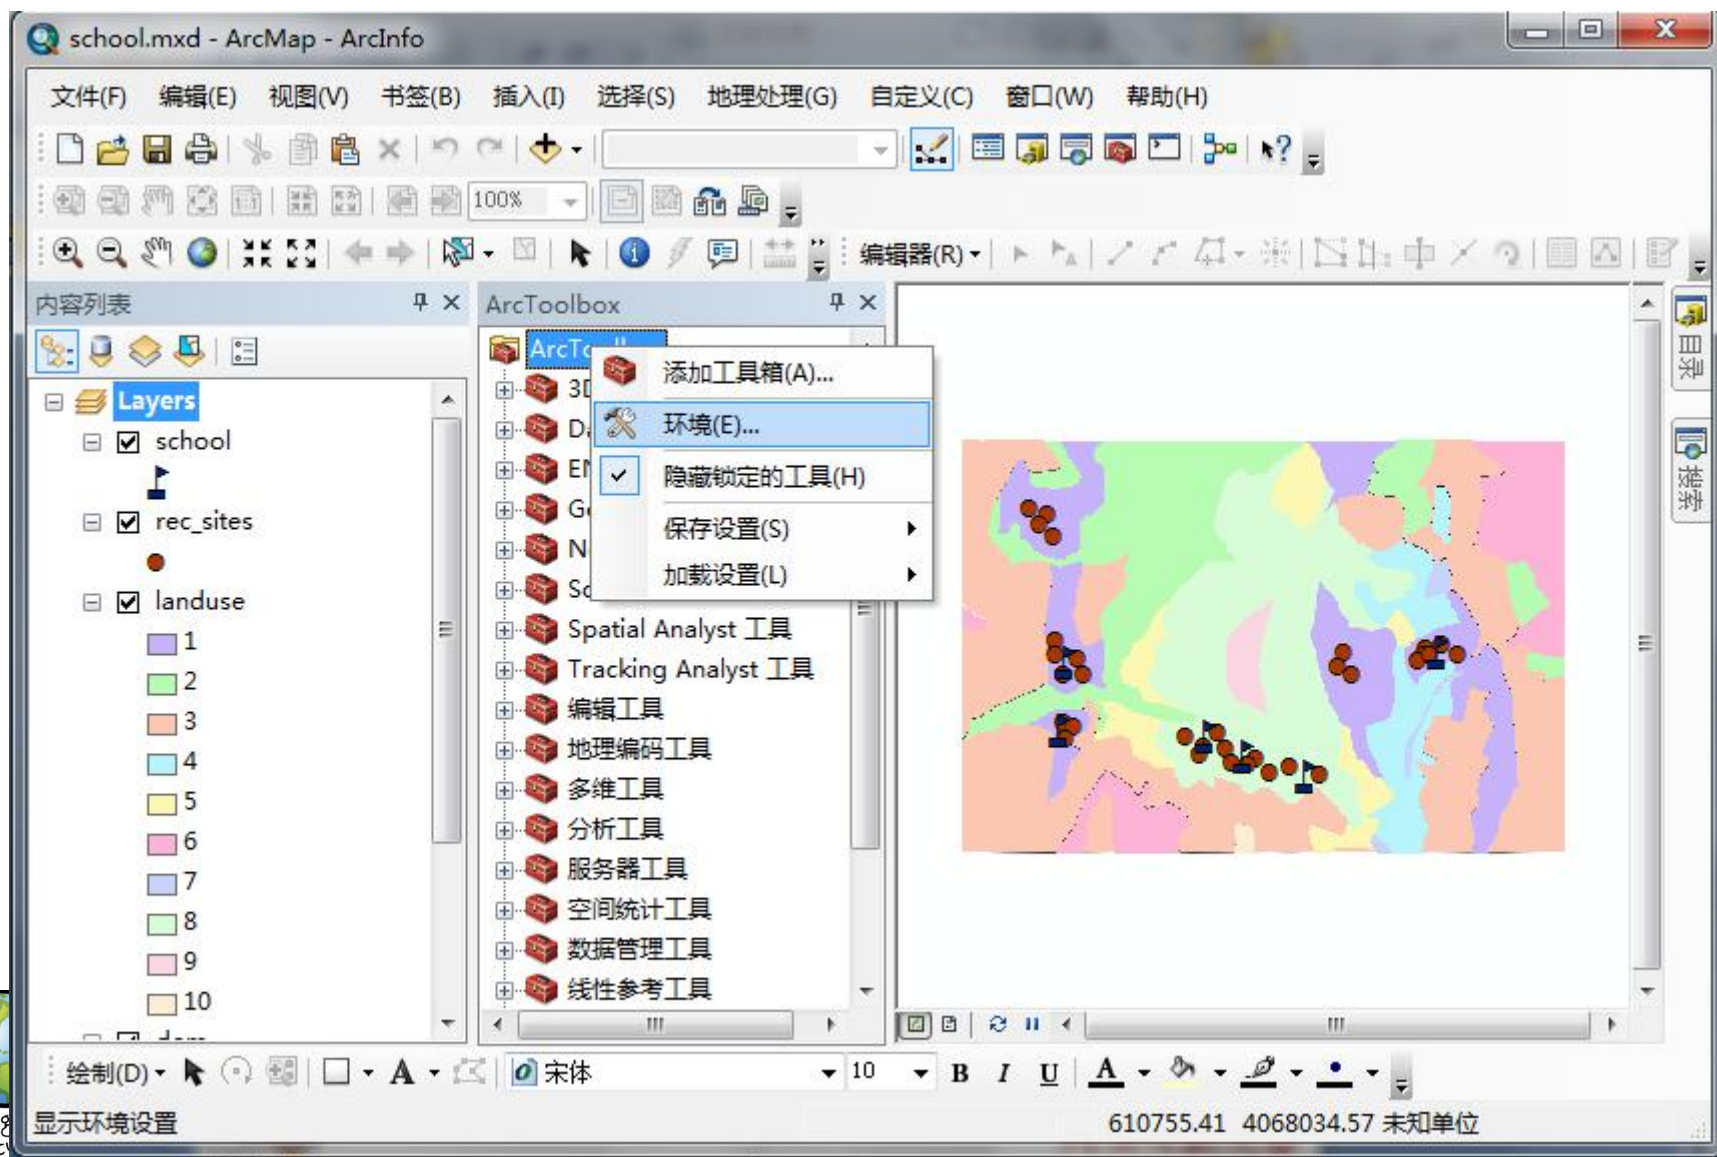 school.mxd - ArcMap - ArcInfo
文件(F) 编辑(E) 视图(V) 书签(B) 插入(I) 选择(S) 地理处理(G) 自定义(C) 窗口(W) 帮助(H)
100%
编辑器(R)
内容列表
ArcToolbox
目录
搜索
Layers
school
rec_sites
landuse
1
2
3
4
5
6
7
8
9
10
添加工具箱(A)...
环境(E)...
隐藏锁定的工具(H)
保存设置(S)
加载设置(L)
Spatial Analyst 工具
Tracking Analyst 工具
编辑工具
地理编码工具
多维工具
分析工具
服务器工具
空间统计工具
数据管理工具
线性参考工具
绘制(D) A 宋体 10 B I U A
显示环境设置
610755.41 4068034.57 未知单位